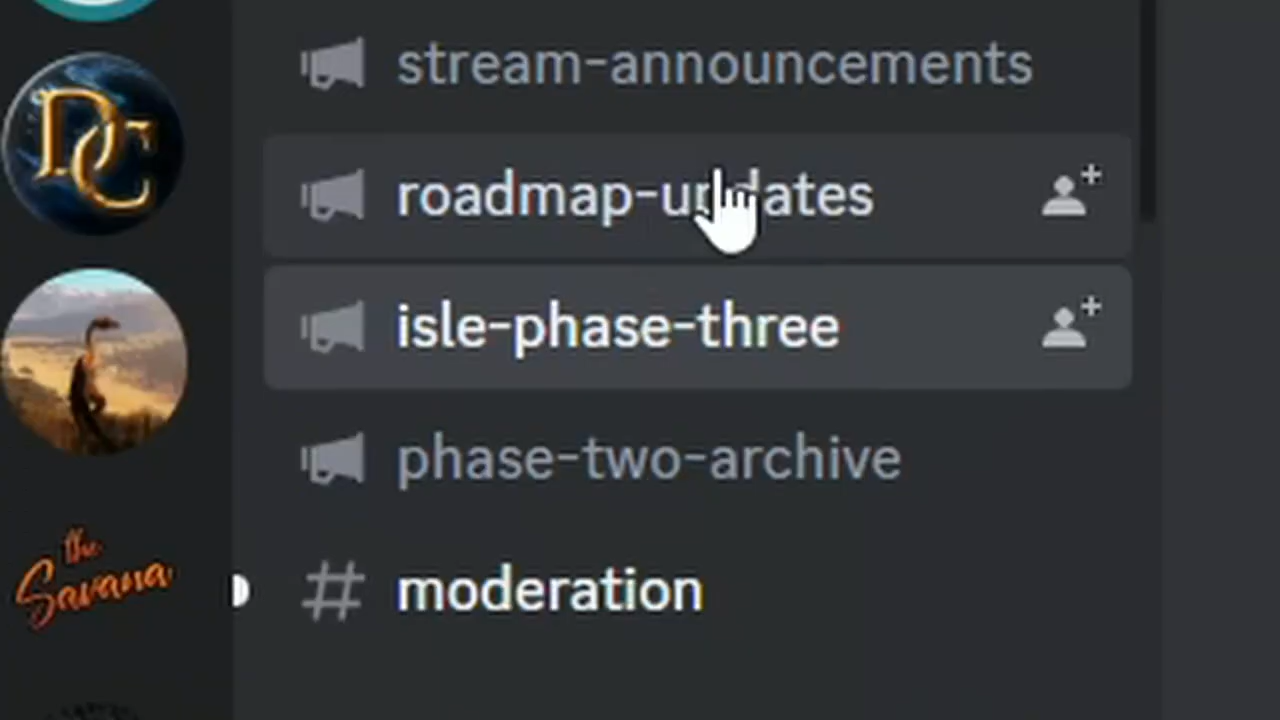 stream-announcements
DC
roadmap-updates
isle-phase-three
phase-two-archive
the
Savana
moderation